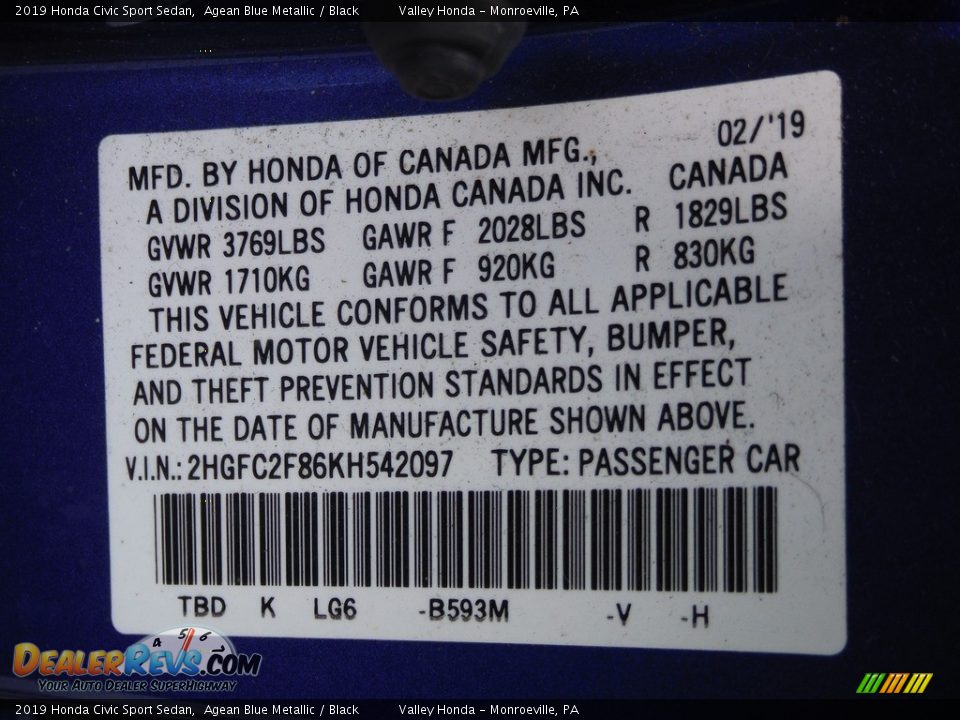 2019 Honda Civic Sport Sedan, Agean Blue Metallic / Black Valley Honda - Monroeville, PA
02/'19
MFD. BY HONDA OF CANADA MFG.,
A DIVISION OF HONDA CANADA INC. CANADA
GVWR 3769LBS GAWR F 2028LBS R 1829LBS
GVWR 1710KG GAWR F 920KG R 830KG
THIS VEHICLE CONFORMS TO ALL APPLICABLE
FEDERAL MOTOR VEHICLE SAFETY, BUMPER,
AND THEFT PREVENTION STANDARDS IN EFFECT
ON THE DATE OF MANUFACTURE SHOWN ABOVE.
V.I.N.: 2HGFC2F86KH542097 TYPE: PASSENGER CAR
TBD K LG6 -B593M -V -H
4 5 6
DEALERREVS.COM
YOUR AUTO DEALER SUPERHIGHWAY
2019 Honda Civic Sport Sedan, Agean Blue Metallic / Black Valley Honda - Monroeville, PA